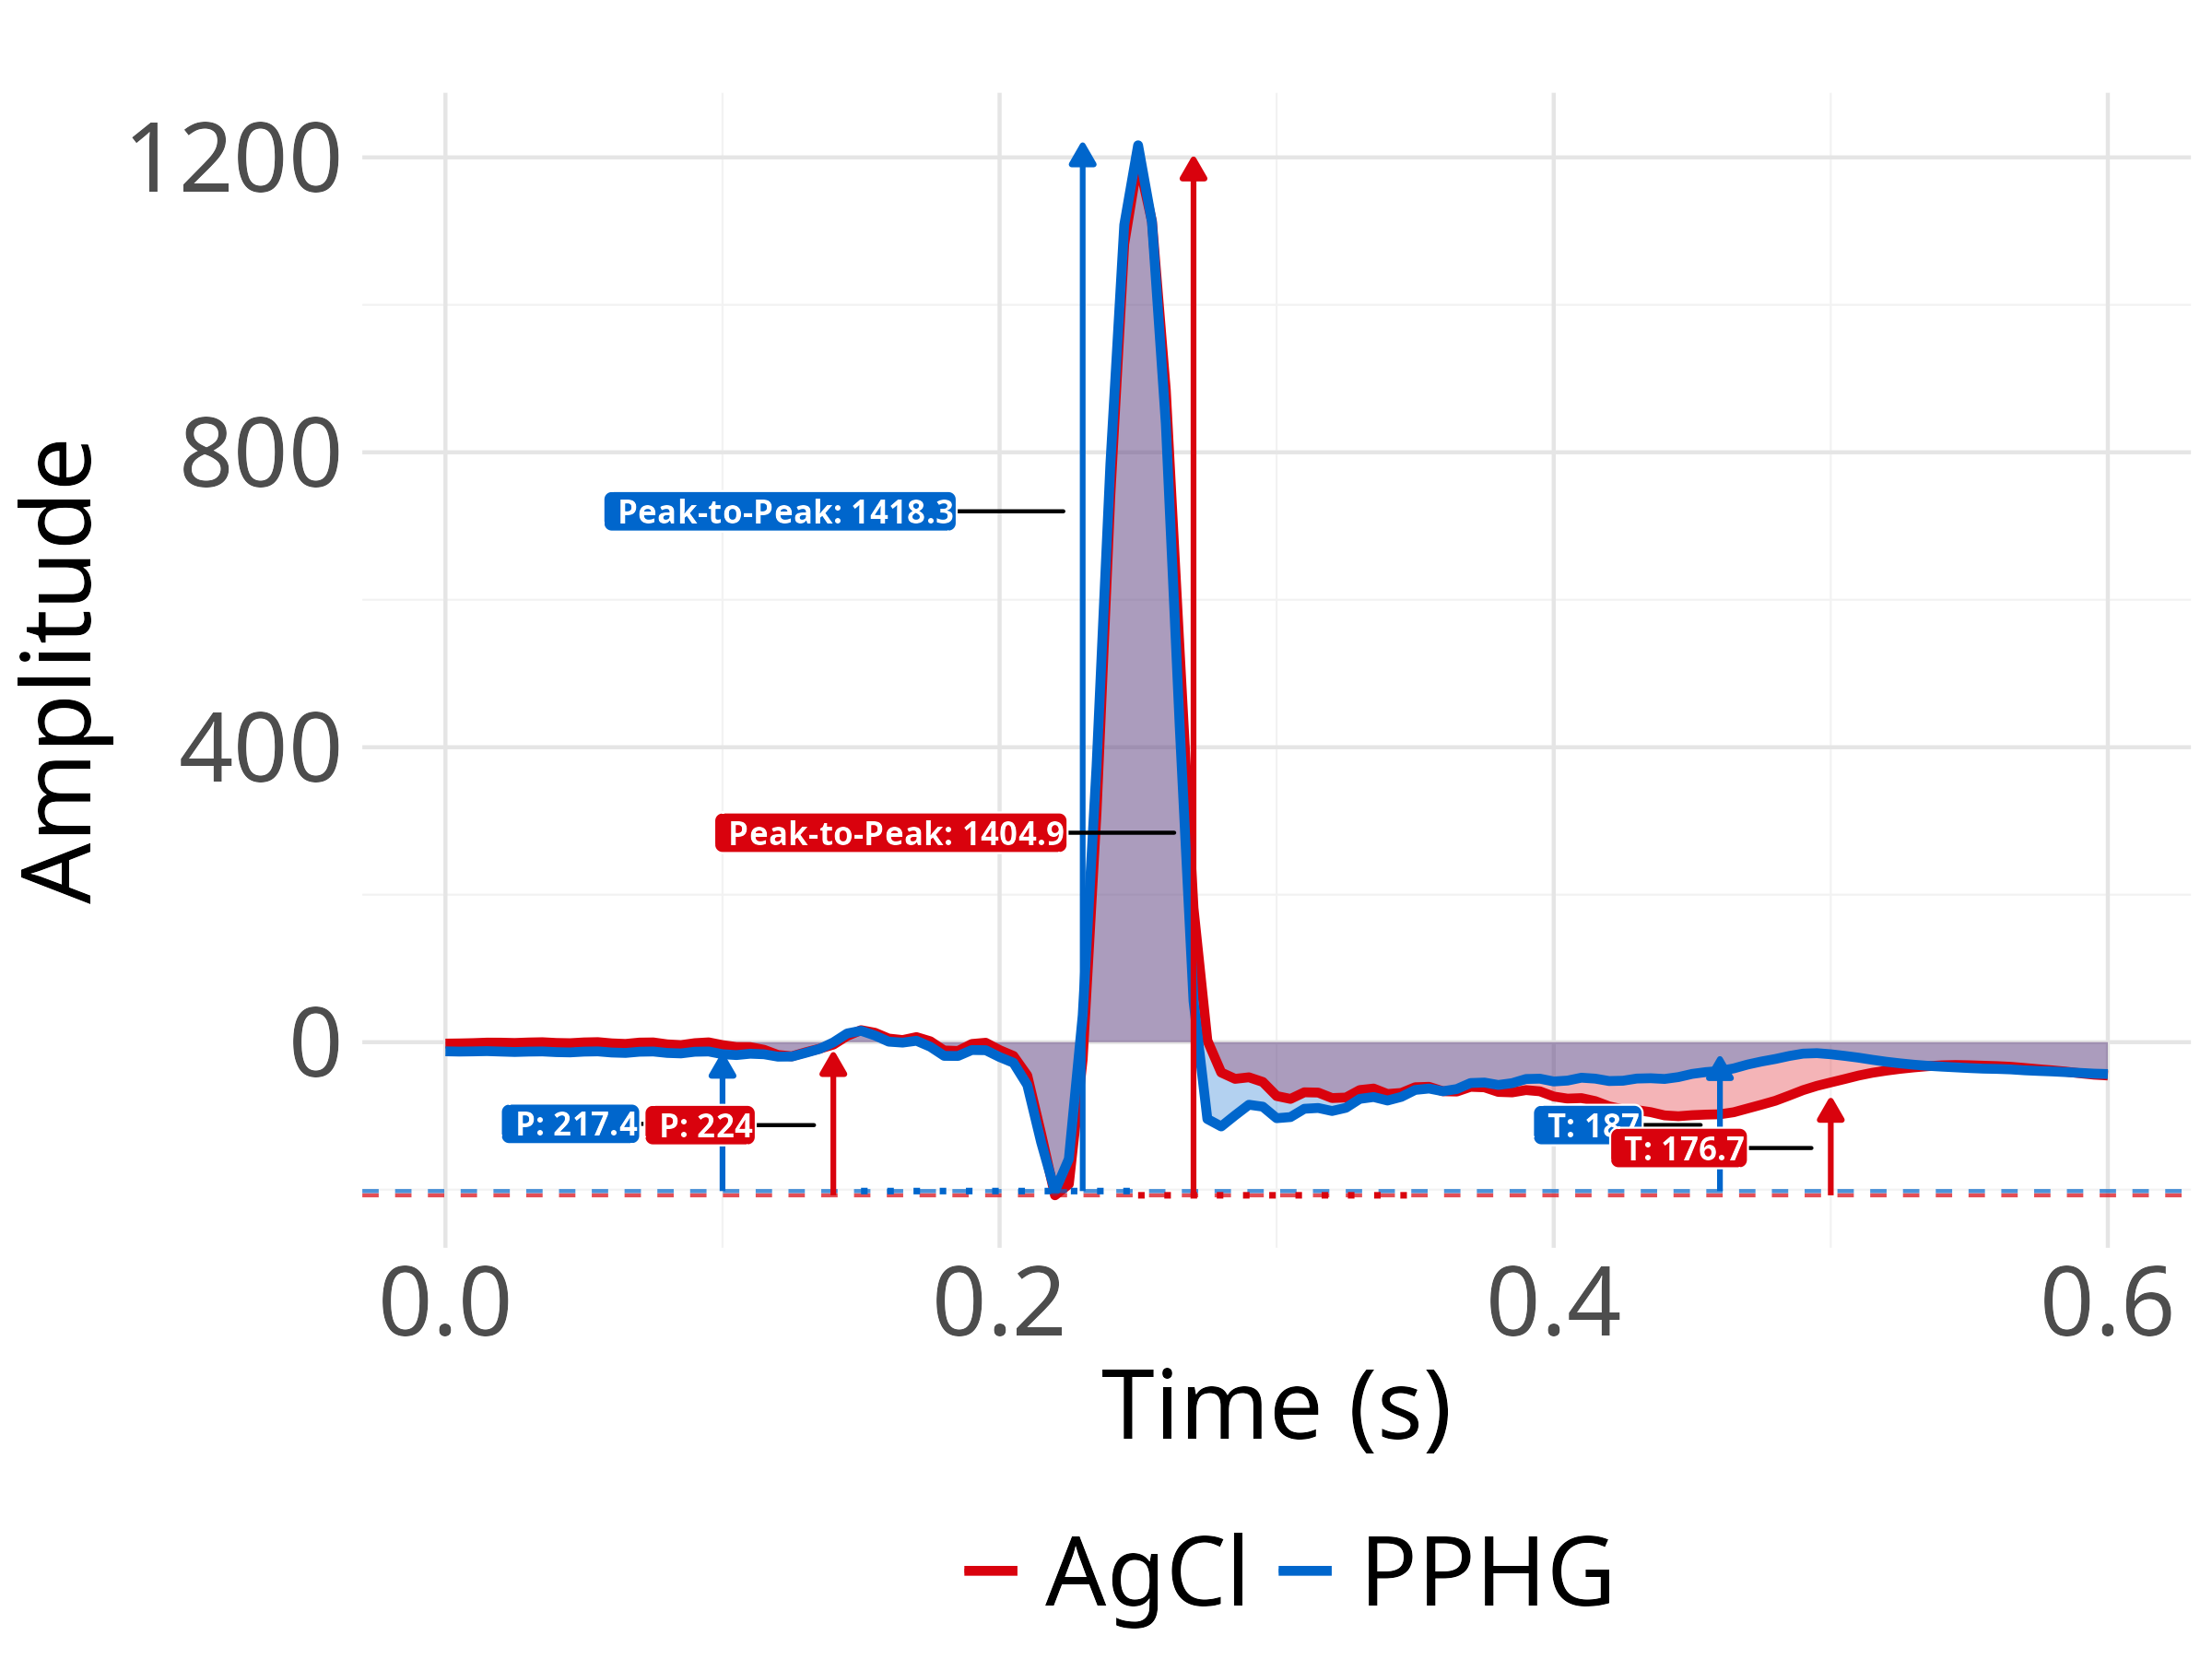 1200
800
400
0
Amplitude
Peak-to-Peak: 1418.3
Peak-to-Peak: 1404.9
P: 217.4
P: 224
T: 187
T: 176.7
0.0
0.2
0.4
0.6
Time (s)
AgCl
PPHG